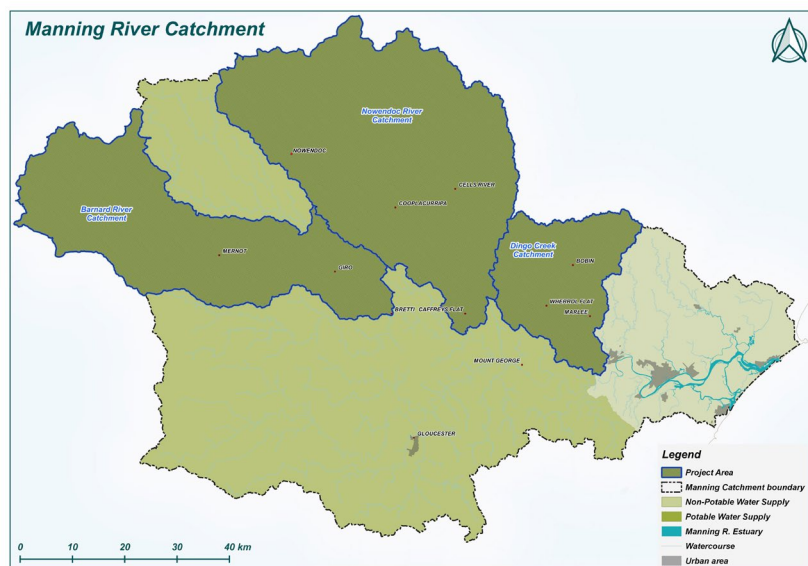 Manning River Catchment
Nowendoc River
Catchment
NOWENDOC
CELLS RIVER
COOPLACURRIPA
Barnard River
Catchment
Dingo Creek
Catchment
MERNOT
GIRO
BOBIN
WHERROL FLAT
MARLEE
BRETTI
CAFFREYS FLAT
MOUNT GEORGE
GLOUCESTER
Legend
Project Area
Manning Catchment boundary
Non-Potable Water Supply
Potable Water Supply
Manning R. Estuary
Watercourse
Urban area
0 10 20 30 40 km